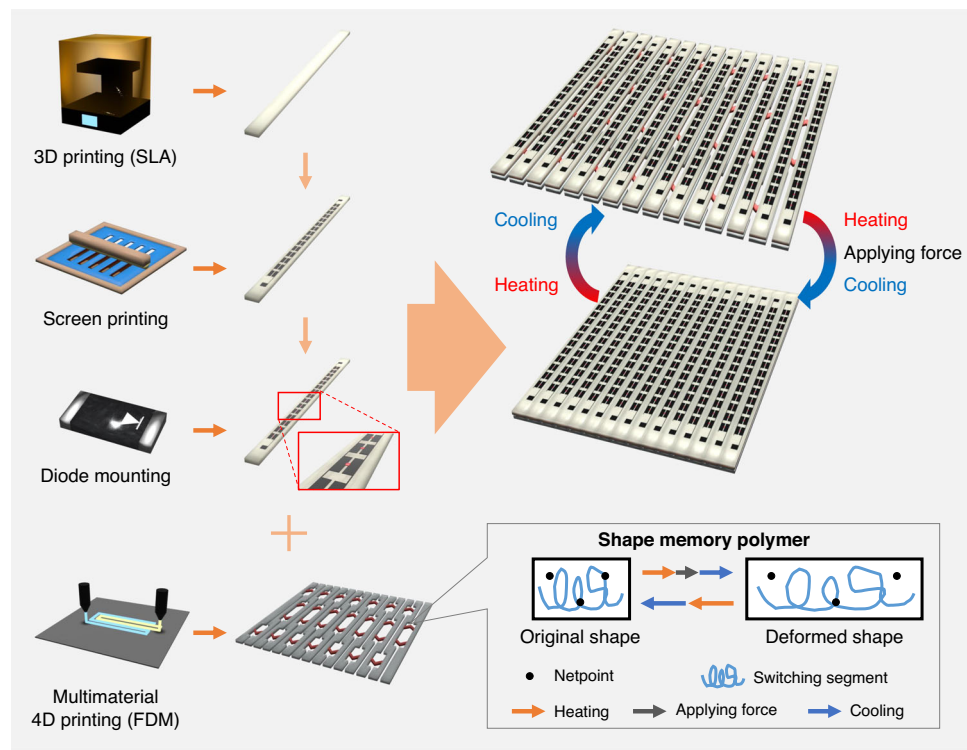 3D printing (SLA)
Screen printing
Diode mounting
Multimaterial
4D printing (FDM)
Cooling
Heating
Heating
Applying force
Cooling
Shape memory polymer
Original shape
Deformed shape
Netpoint
Switching segment
Heating
Applying force
Cooling